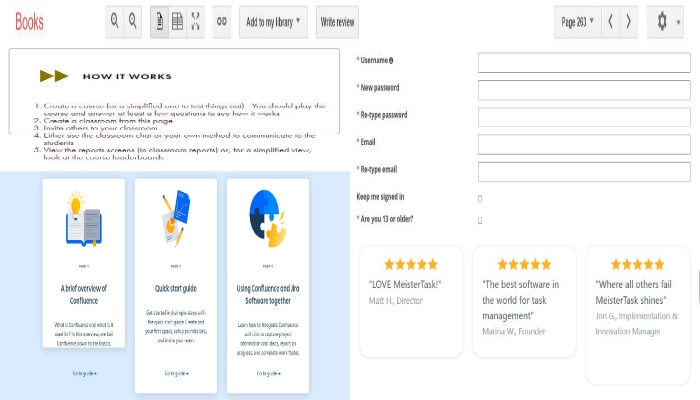 Books
Add to my library
Write review
Page 263
HOW IT WORKS
1. Create a course (or a simplified one to test things out) You should play the
course and answer at least a few questions to see how it works
2. Create a classroom from this page
3. Invite others to your classroom
4. Either use the classroom chat or your own method to communicate to the
students
5. View the reports screens (in classroom reports) or, for a simplified view,
look at the course leaderboards
* Username
* New password
* Re-type password
* Email
* Re-type email
Keep me signed in
* Are you 13 or older?
A brief overview of
Confluence
What is Confluence and what is it
used for? In this overview, we boil
Confluence down to the basics.
Go to guide
Quick start guide
Get started in 6 simple steps with
the quick start guide. Create and
your first space, set up permissions,
and invite your team.
Go to guide
Using Confluence and Jira
Software together
Learn how to integrate Confluence
with Jira to capture project
information and ideas, report on
progress, and complete work faster.
Go to guide
"LOVE MeisterTask!"
Matt H., Director
"The best software in
the world for task
management"
Marina W., Founder
"Where all others fail
MeisterTask shines"
Jon G., Implementation &
Innovation Manager